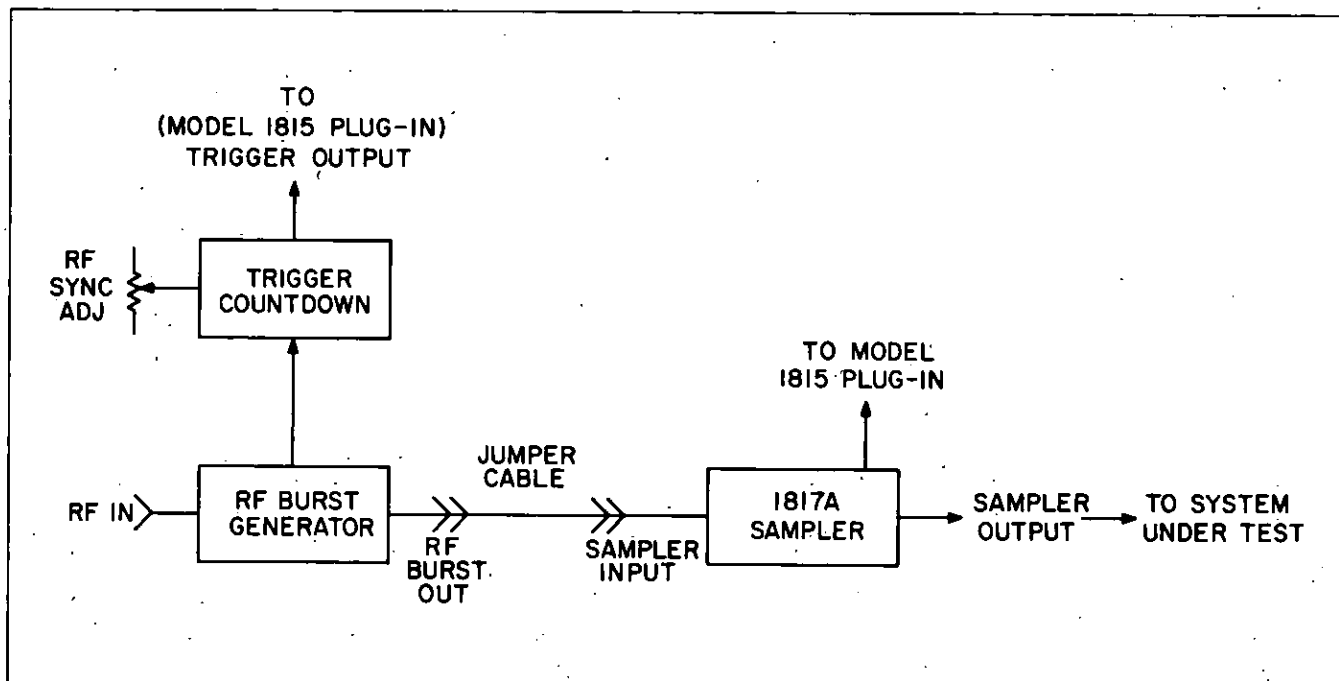 TO
(MODEL 1815 PLUG-IN)
TRIGGER OUTPUT
RF
SYNC
ADJ
TRIGGER
COUNTDOWN
TO MODEL
1815 PLUG-IN
RF IN
RF BURST
GENERATOR
RF
BURST
OUT
JUMPER
CABLE
SAMPLER
INPUT
1817A
SAMPLER
SAMPLER
OUTPUT
TO SYSTEM
UNDER TEST